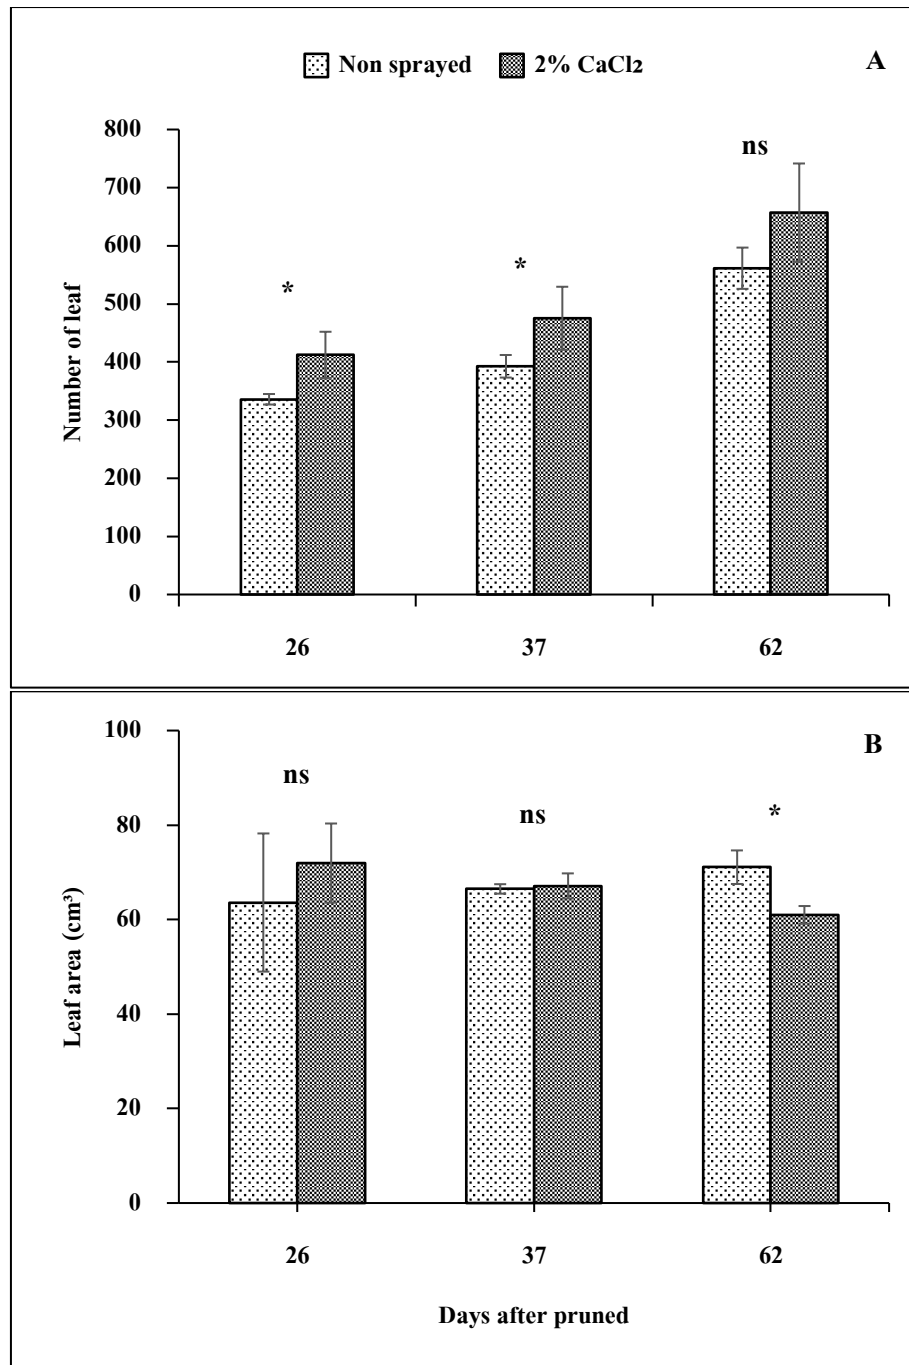 Non sprayed 2% CaCl₂ A
800
ns
700
600
* *
500
400
300
200
100
0
Number of leaf
26 37 62
100
B
ns
ns *
80
60
40
20
0
Leaf area (cm³)
26 37 62
Days after pruned